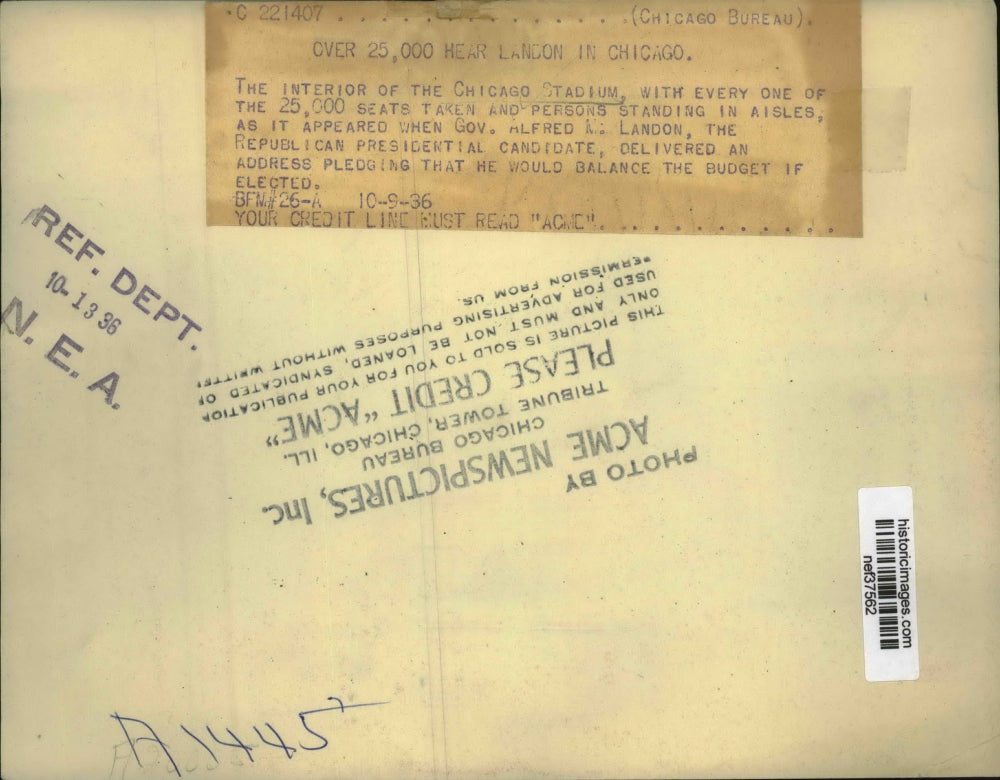 C 221407 . . . . . . . . . . . . . . . . (CHICAGO BUREAU).
OVER 25,000 HEAR LANDON IN CHICAGO.
THE INTERIOR OF THE CHICAGO STADIUM, WITH EVERY ONE OF
THE 25,000 SEATS TAKEN AND PERSONS STANDING IN AISLES,
AS IT APPEARED WHEN GOV. ALFRED M. LANDON, THE
REPUBLICAN PRESIDENTIAL CANDIDATE, DELIVERED AN
ADDRESS PLEDGING THAT HE WOULD BALANCE THE BUDGET IF
ELECTED.
BFM#26-A 10-9-36
YOUR CREDIT LINE MUST READ "ACME". . . . . . . . . . . .
REF. DEPT.
10-13 36
N. E. A.
PHOTO BY
ACME NEWSPICTURES, Inc.
CHICAGO BUREAU
TRIBUNE TOWER, CHICAGO, ILL.
PLEASE CREDIT "ACME"
THIS PICTURE IS SOLD TO YOU FOR YOUR PUBLICATION
ONLY AND MUST NOT BE LOANED, SYNDICATED OR
USED FOR ADVERTISING PURPOSES WITHOUT WRITTEN
PERMISSION FROM US.
historicimages.com
nef37562
A1445